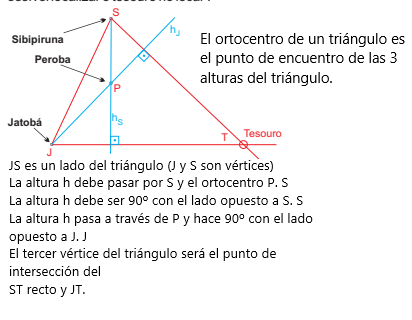 S
Sibipiruna
hJ
Peroba
P
Jatobá
hS
J
T
Tesouro
El ortocentro de un triángulo es
el punto de encuentro de las 3
alturas del triángulo.
JS es un lado del triángulo (J y S son vértices)
La altura h debe pasar por S y el ortocentro P. S
La altura h debe ser 90º con el lado opuesto a S. S
La altura h pasa a través de P y hace 90º con el lado
opuesto a J. J
El tercer vértice del triángulo será el punto de
intersección del
ST recto y JT.